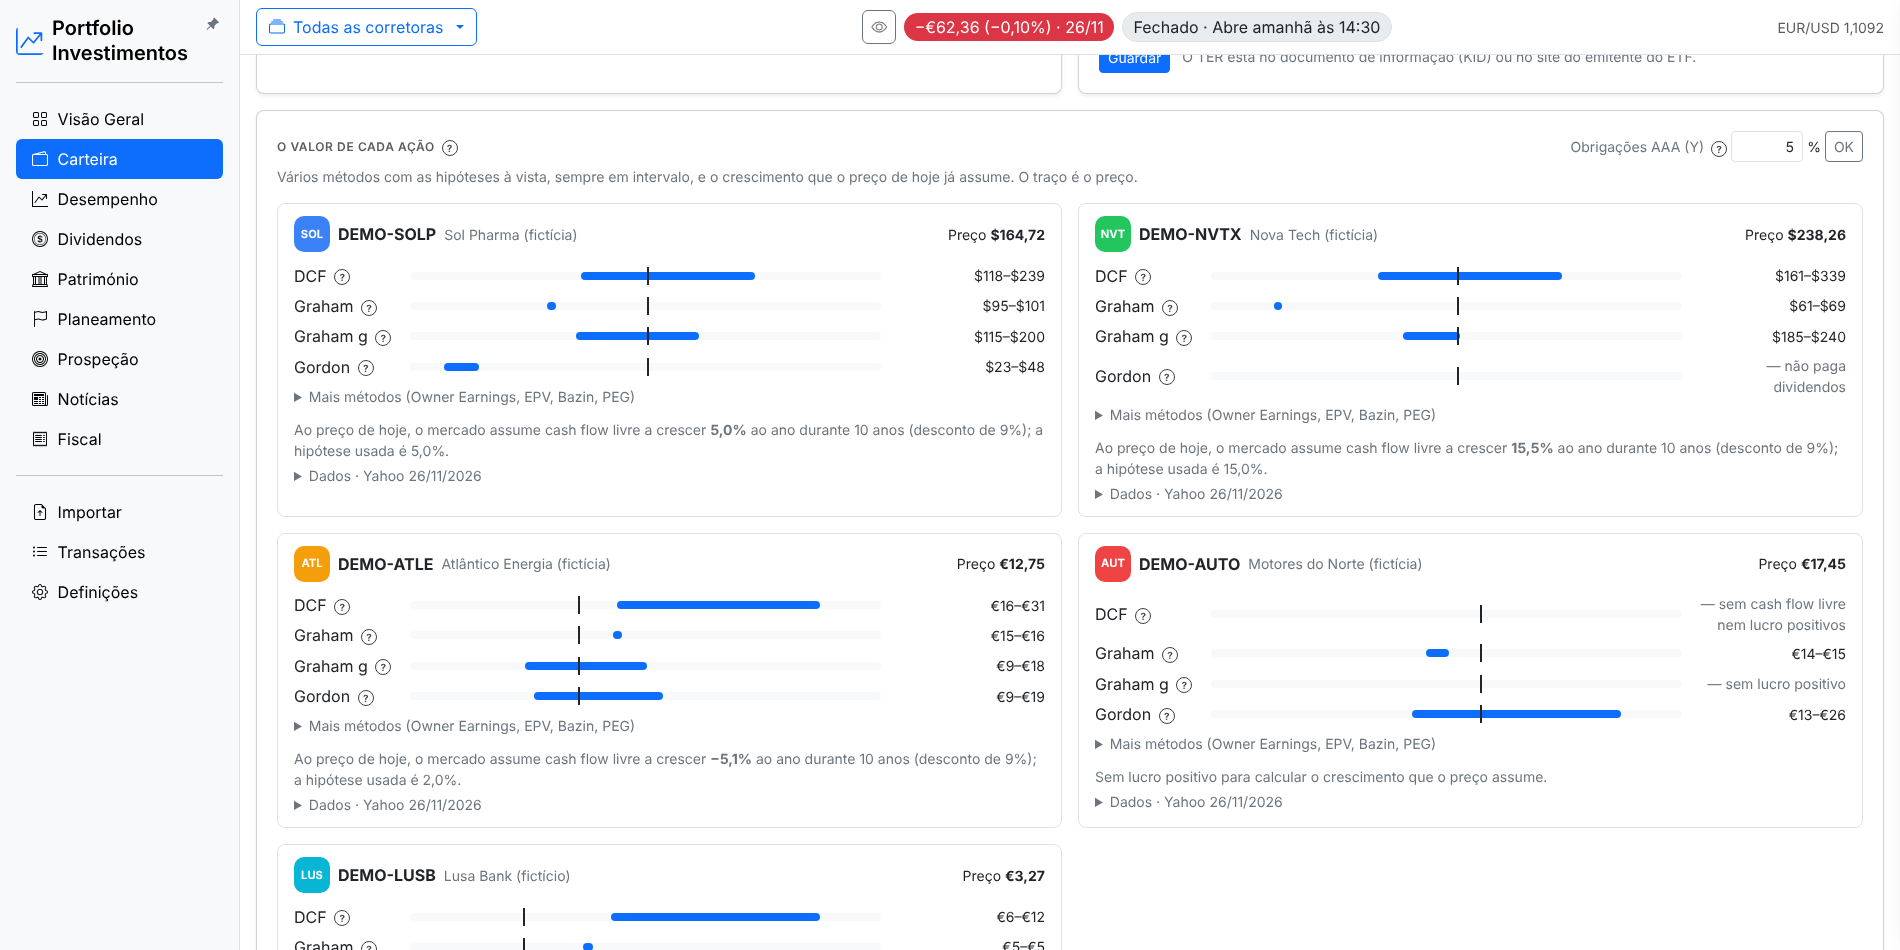 Portfolio
Investimentos
Todas as corretoras
−€62,36 (−0,10%) · 26/11
Fechado · Abre amanhã às 14:30
EUR/USD 1,1092
Visão Geral
Carteira
Desempenho
Dividendos
Património
Planeamento
Prospeção
Notícias
Fiscal
Importar
Transações
Definições
Guardar
O TER está no documento de informação (KID) ou no site do emitente do ETF.
O VALOR DE CADA AÇÃO ?
Obrigações AAA (Y) ? 5 % OK
Vários métodos com as hipóteses à vista, sempre em intervalo, e o crescimento que o preço de hoje já assume. O traço é o preço.
SOL DEMO-SOLP Sol Pharma (fictícia) Preço $164,72
DCF ? $118–$239
Graham ? $95–$101
Graham g ? $115–$200
Gordon ? $23–$48
Mais métodos (Owner Earnings, EPV, Bazin, PEG)
Ao preço de hoje, o mercado assume cash flow livre a crescer 5,0% ao ano durante 10 anos (desconto de 9%); a
hipótese usada é 5,0%.
Dados · Yahoo 26/11/2026
NVT DEMO-NVTX Nova Tech (fictícia) Preço $238,26
DCF ? $161–$339
Graham ? $61–$69
Graham g ? $185–$240
Gordon ? — não paga
dividendos
Mais métodos (Owner Earnings, EPV, Bazin, PEG)
Ao preço de hoje, o mercado assume cash flow livre a crescer 15,5% ao ano durante 10 anos (desconto de 9%);
a hipótese usada é 15,0%.
Dados · Yahoo 26/11/2026
ATL DEMO-ATLE Atlântico Energia (fictícia) Preço €12,75
DCF ? €16–€31
Graham ? €15–€16
Graham g ? €9–€18
Gordon ? €9–€19
Mais métodos (Owner Earnings, EPV, Bazin, PEG)
Ao preço de hoje, o mercado assume cash flow livre a crescer −5,1% ao ano durante 10 anos (desconto de 9%);
a hipótese usada é 2,0%.
Dados · Yahoo 26/11/2026
AUT DEMO-AUTO Motores do Norte (fictícia) Preço €17,45
DCF ? — sem cash flow livre
nem lucro positivos
Graham ? €14–€15
Graham g ? — sem lucro positivo
Gordon ? €13–€26
Mais métodos (Owner Earnings, EPV, Bazin, PEG)
Sem lucro positivo para calcular o crescimento que o preço assume.
Dados · Yahoo 26/11/2026
LUS DEMO-LUSB Lusa Bank (fictício) Preço €3,27
DCF ? €6–€12
Graham ? €5–€5